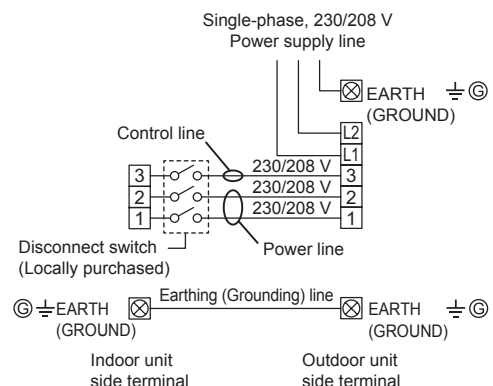 Single-phase, 230/208 V
Power supply line
EARTH
(GROUND)
G
L2
L1
Control line
3
2
1
230/208 V
230/208 V
230/208 V
3
2
1
Disconnect switch
(Locally purchased)
Power line
G
EARTH
(GROUND)
Earthing (Grounding) line
EARTH
(GROUND)
G
Indoor unit
side terminal
Outdoor unit
side terminal